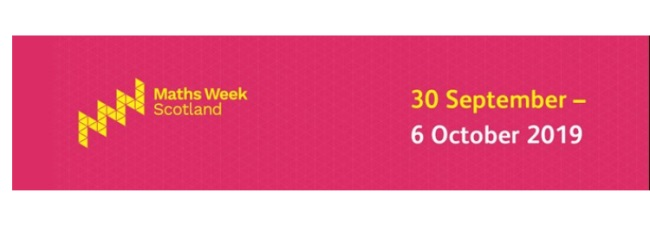 Maths Week
Scotland
30 September –
6 October 2019